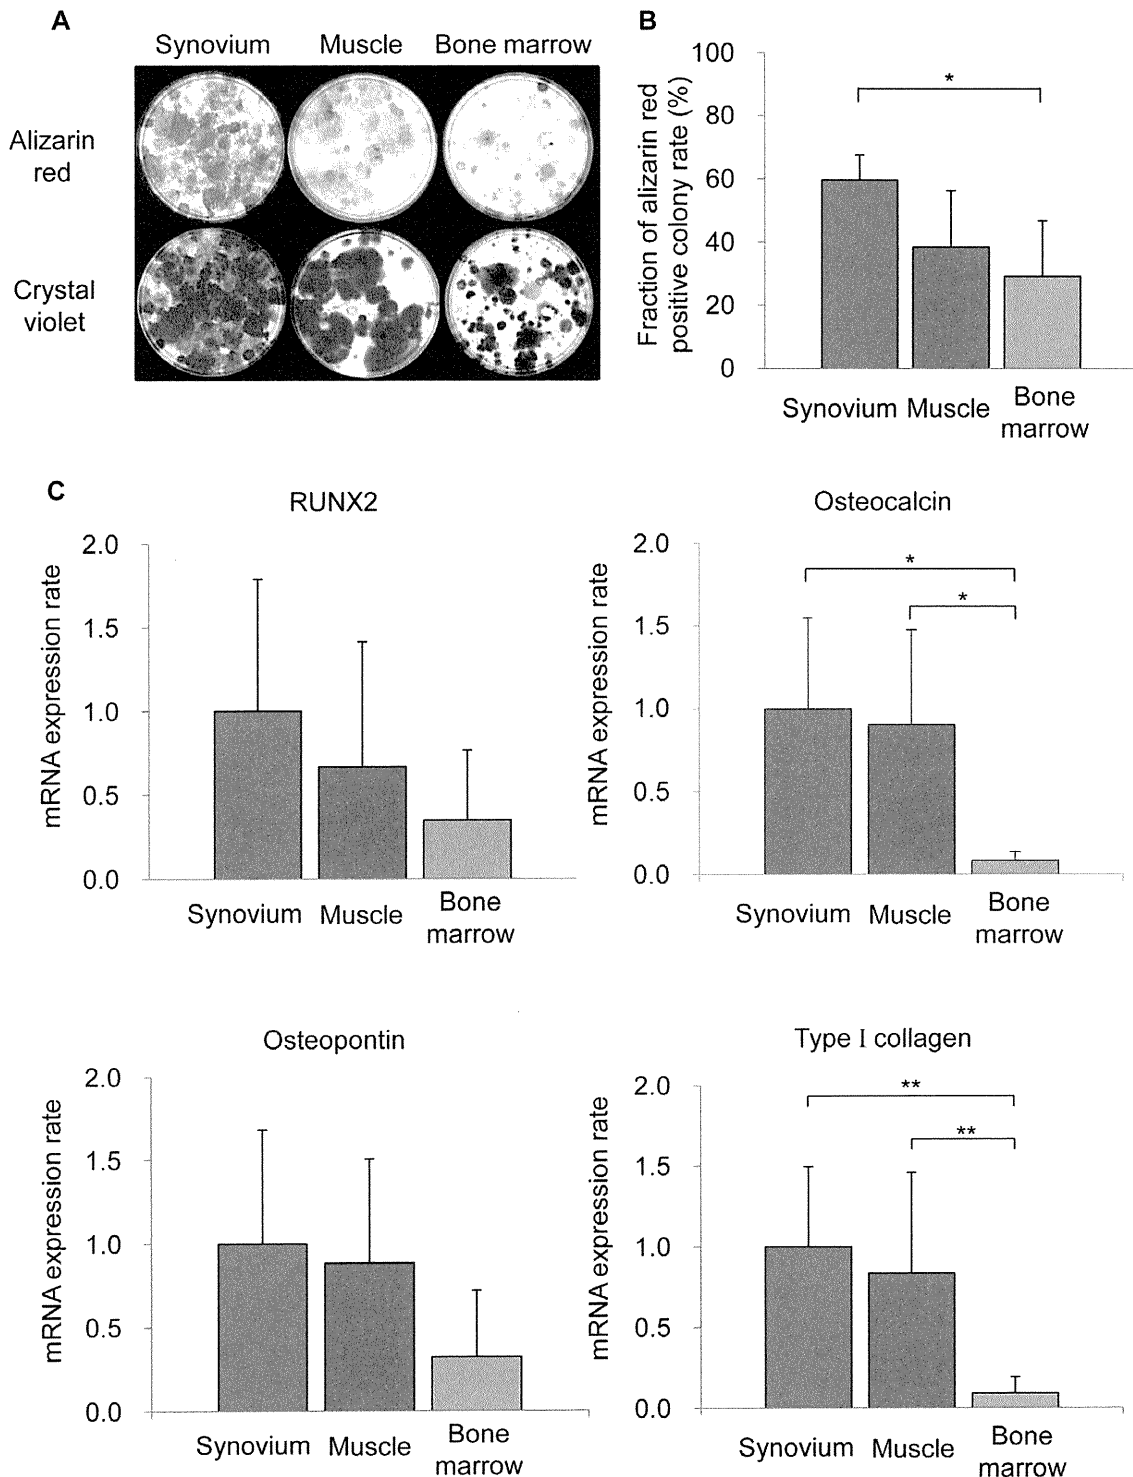 A
Synovium Muscle Bone marrow
Alizarin
red
Crystal
violet
B
Fraction of alizarin red
positive colony rate (%)
100
80
60
40
20
0
*
Synovium Muscle Bone
marrow
C
RUNX2
mRNA expression rate
2.0
1.5
1.0
0.5
0.0
Synovium Muscle Bone
marrow
Osteocalcin
mRNA expression rate
2.0
1.5
1.0
0.5
0.0
*
*
Synovium Muscle Bone
marrow
Osteopontin
mRNA expression rate
2.0
1.5
1.0
0.5
0.0
Synovium Muscle Bone
marrow
Type I collagen
mRNA expression rate
2.0
1.5
1.0
0.5
0.0
**
**
Synovium Muscle Bone
marrow